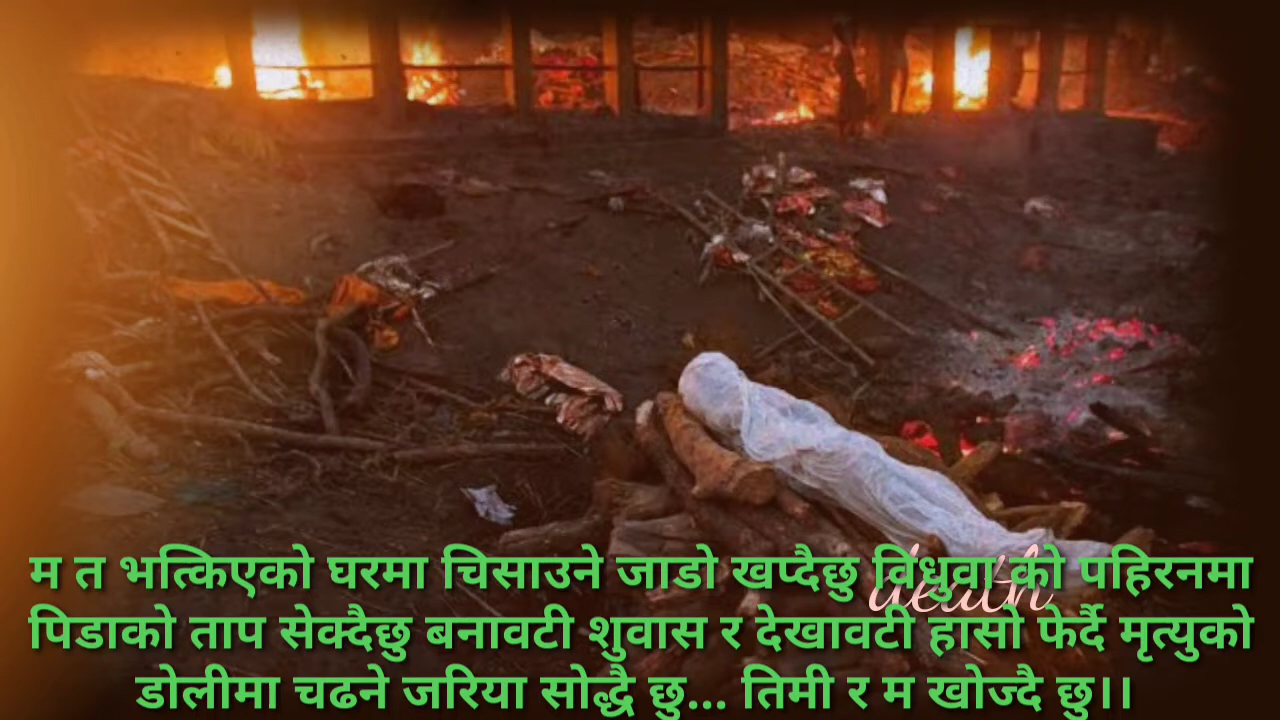 म त भत्किएको घरमा चिसाउने जाडो खप्दैछु विधुवा को पहिरनमा
death
पिडाको ताप सेक्दैछु बनावटी शुवास र देखावटी हासो फेर्दै मृत्युको
डोलीमा चढने जरिया सोद्धै छु... तिमी र म खोज्दै छु।।